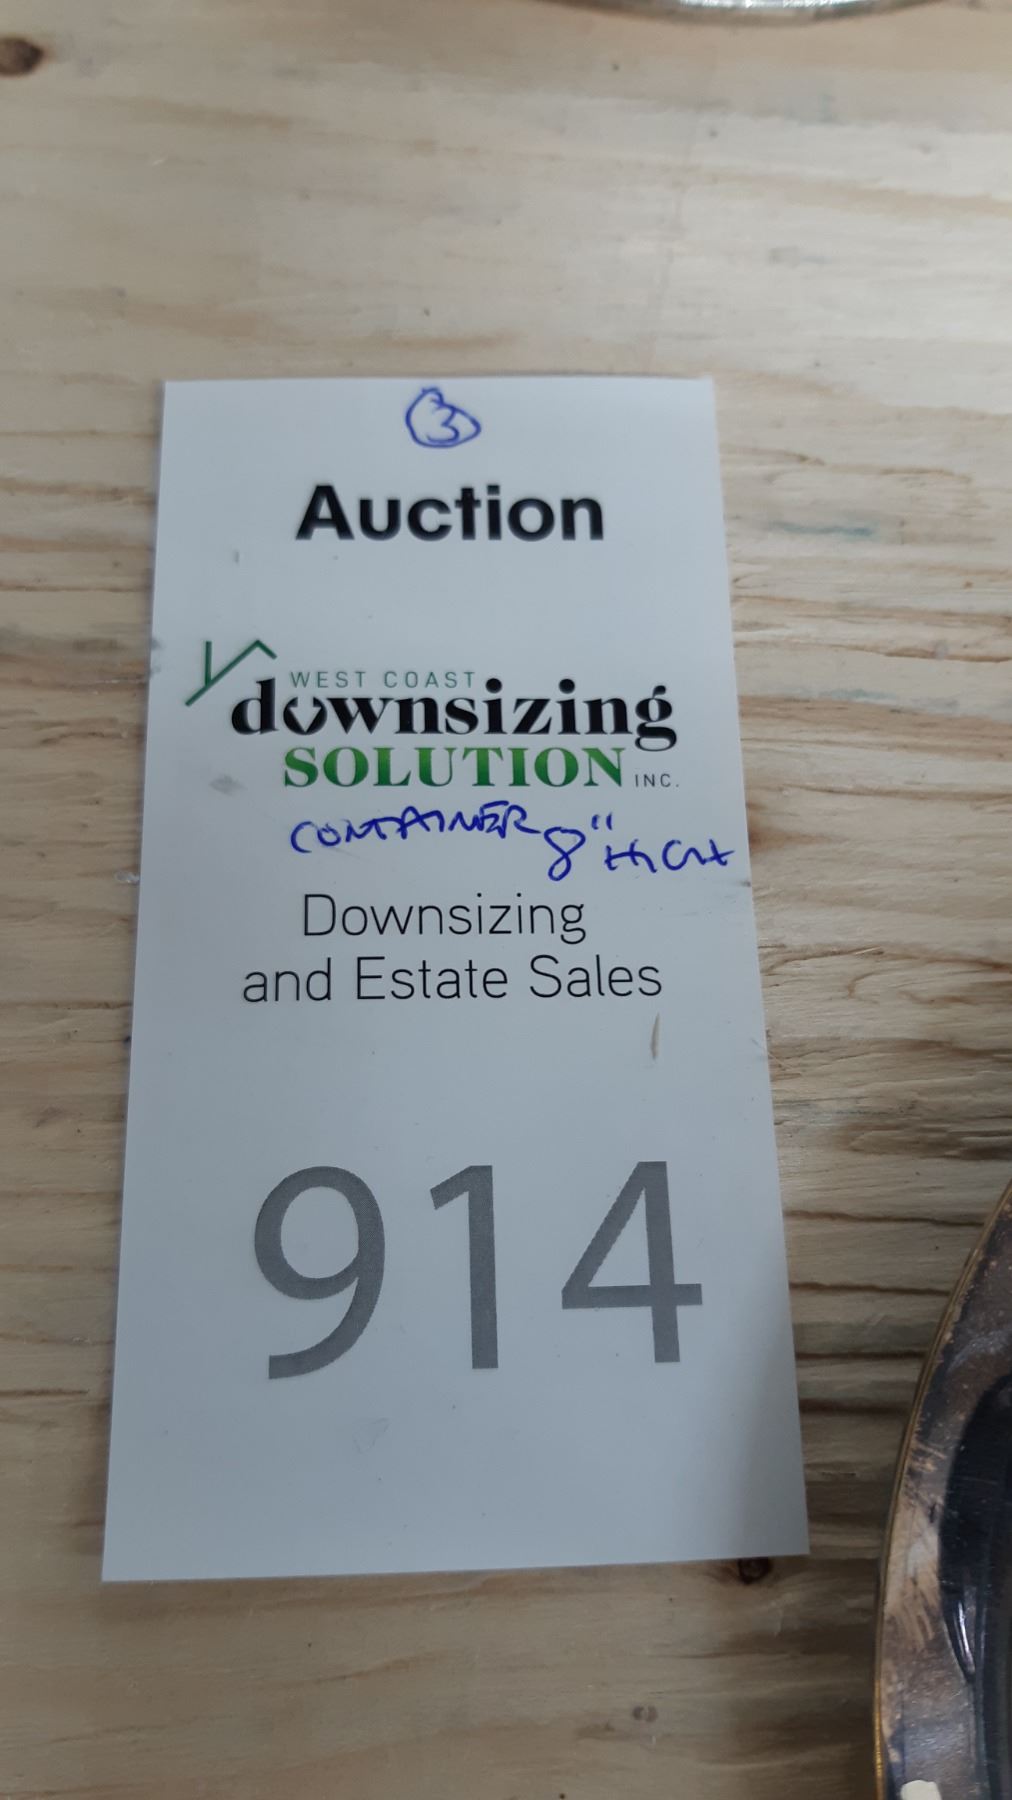 3
Auction
WEST COAST
downsizing
SOLUTION INC.
CONTAINER 8" HIGH
Downsizing
and Estate Sales
914